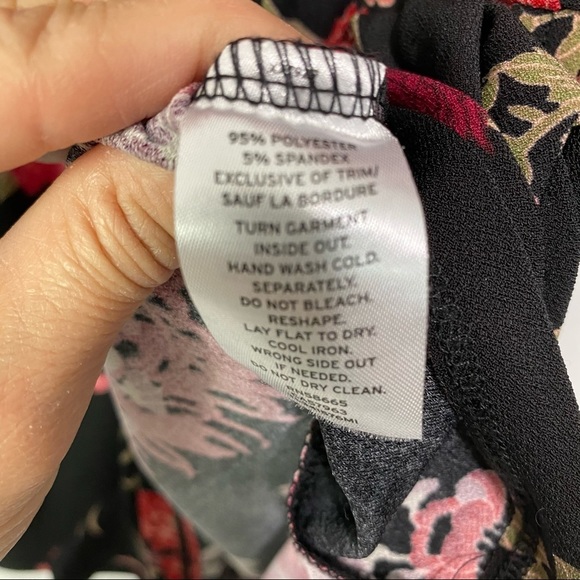 95% POLYESTER
5% SPANDEX
EXCLUSIVE OF TRIM/
SAUF LA BORDURE
TURN GARMENT
INSIDE OUT.
HAND WASH COLD.
SEPARATELY.
DO NOT BLEACH.
RESHAPE.
LAY FLAT TO DRY.
COOL IRON.
WRONG SIDE OUT
IF NEEDED.
DO NOT DRY CLEAN.
RN58665